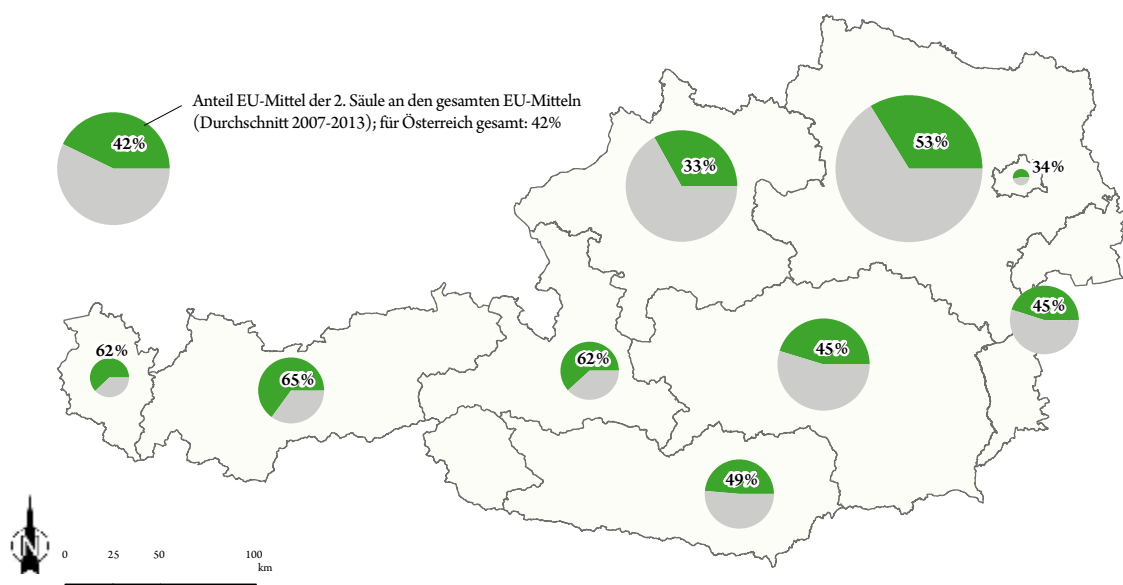 Anteil EU-Mittel der 2. Säule an den gesamten EU-Mitteln
(Durchschnitt 2007-2013); für Österreich gesamt: 42%
42%
33%
53%
34%
45%
45%
62%
65%
62%
49%
N
0 25 50 100
km